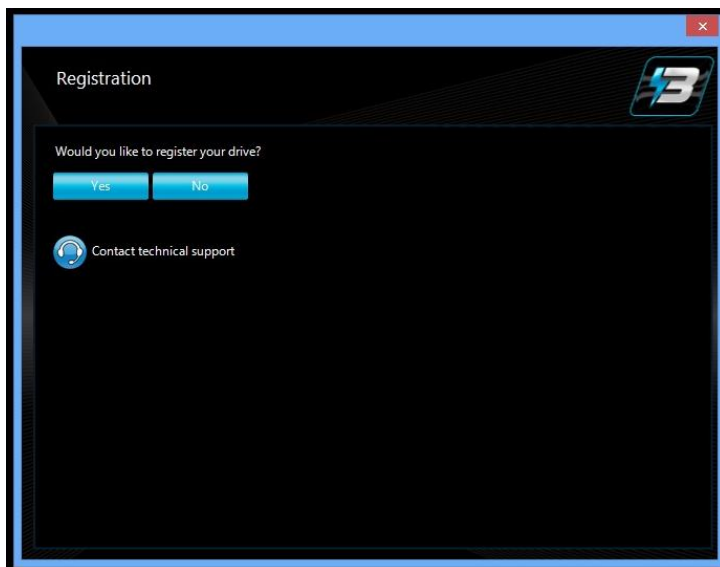 Registration
Would you like to register your drive?
Yes No
Contact technical support